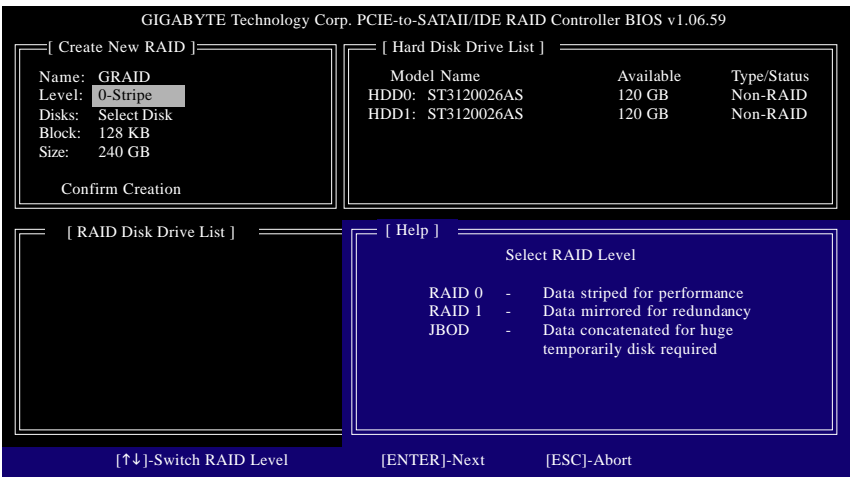 GIGABYTE Technology Corp. PCIE-to-SATAII/IDE RAID Controller BIOS v1.06.59
[ Create New RAID ]
Name: GRAID
Level: 0-Stripe
Disks: Select Disk
Block: 128 KB
Size: 240 GB
Confirm Creation
[ Hard Disk Drive List ]
Model Name Available Type/Status
HDD0: ST3120026AS 120 GB Non-RAID
HDD1: ST3120026AS 120 GB Non-RAID
[ RAID Disk Drive List ]
[ Help ]
Select RAID Level
RAID 0 - Data striped for performance
RAID 1 - Data mirrored for redundancy
JBOD - Data concatenated for huge
temporarily disk required
[↑↓]-Switch RAID Level [ENTER]-Next [ESC]-Abort